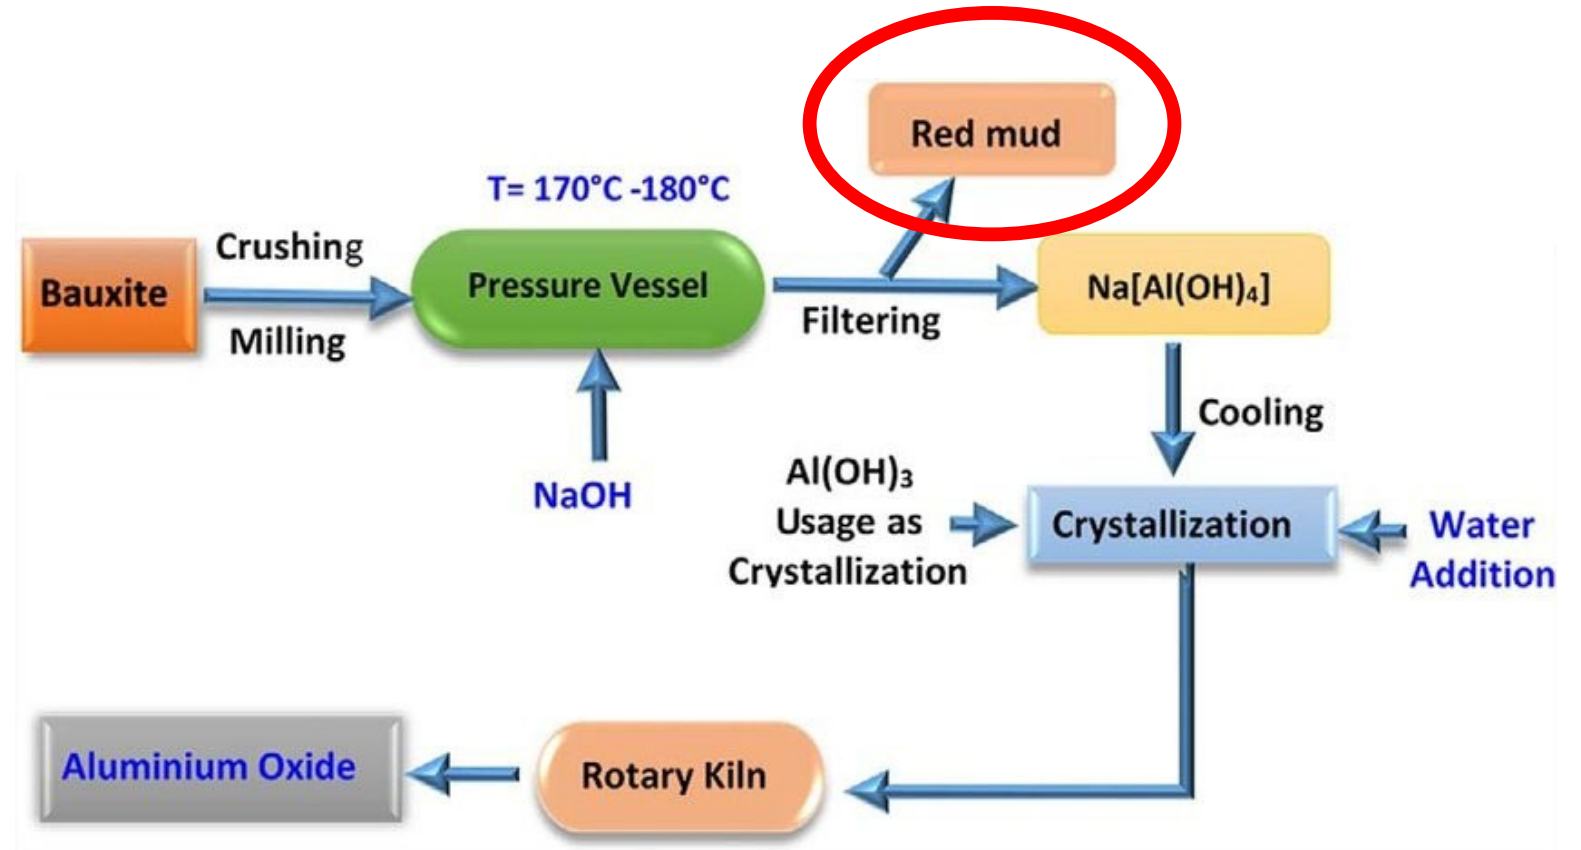 Red mud
T= 170°C -180°C
Crushing
Bauxite
Milling
Pressure Vessel
Filtering
Na[Al(OH)₄]
NaOH
Cooling
Al(OH)₃
Usage as
Crystallization
Crystallization
Water
Addition
Aluminium Oxide
Rotary Kiln